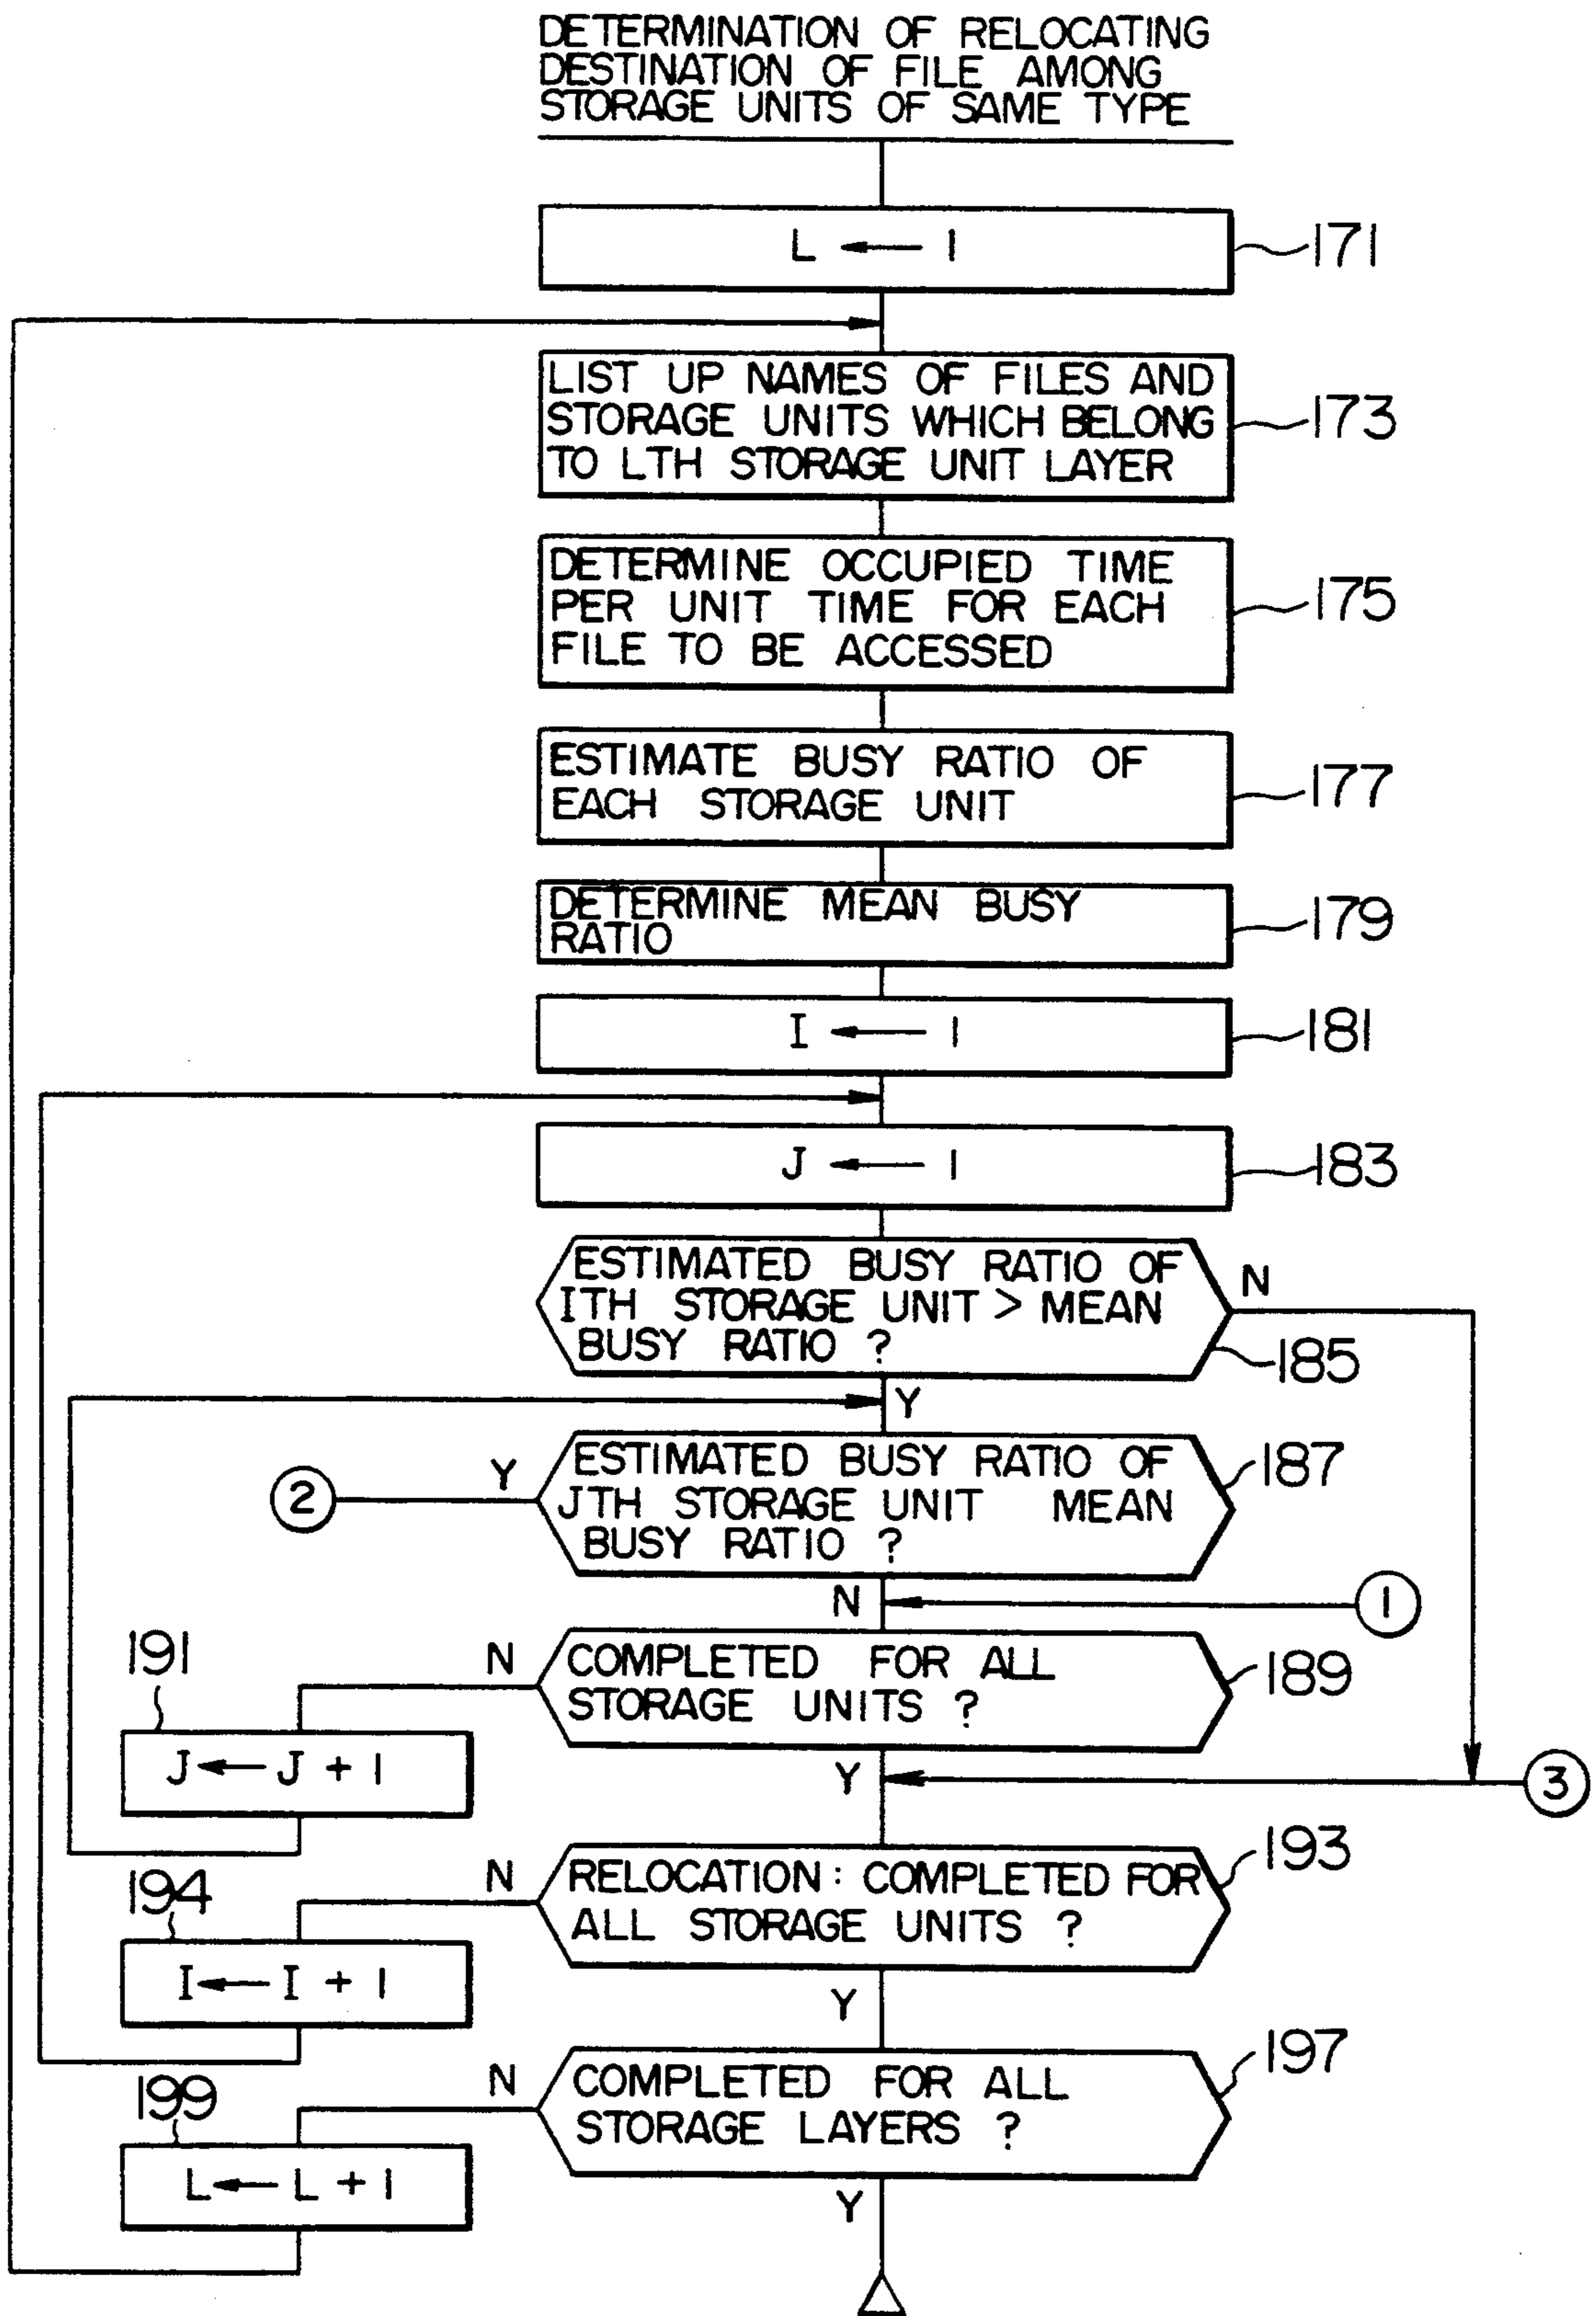 DETERMINATION OF RELOCATING
DESTINATION OF FILE AMONG
STORAGE UNITS OF SAME TYPE
L ← 1
171
LIST UP NAMES OF FILES AND
STORAGE UNITS WHICH BELONG
TO LTH STORAGE UNIT LAYER
173
DETERMINE OCCUPIED TIME
PER UNIT TIME FOR EACH
FILE TO BE ACCESSED
175
ESTIMATE BUSY RATIO OF
EACH STORAGE UNIT
177
DETERMINE MEAN BUSY
RATIO
179
I ← 1
181
J ← 1
183
ESTIMATED BUSY RATIO OF
ITH STORAGE UNIT > MEAN
BUSY RATIO ?
N
185
Y
ESTIMATED BUSY RATIO OF
JTH STORAGE UNIT MEAN
BUSY RATIO ?
187
Y
2
N
1
COMPLETED FOR ALL
STORAGE UNITS ?
189
N
191
J ← J + 1
Y
3
RELOCATION : COMPLETED FOR
ALL STORAGE UNITS ?
193
N
194
I ← I + 1
Y
COMPLETED FOR ALL
STORAGE LAYERS ?
197
N
199
L ← L + 1
Y